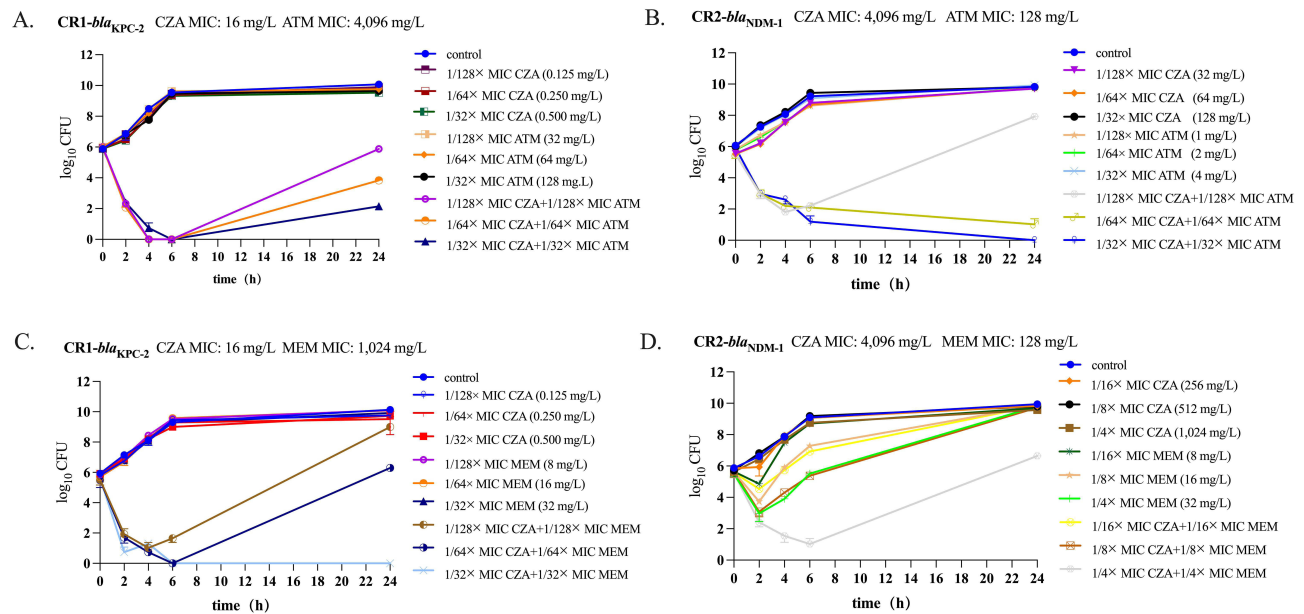 A.
CR1-blaKPC-2 CZA MIC: 16 mg/L ATM MIC: 4,096 mg/L
12
10
8
6
4
2
0
log10 CFU
0 2 4 6 8 10 12 14 16 18 20 22 24
time (h)
control
1/128× MIC CZA (0.125 mg/L)
1/64× MIC CZA (0.250 mg/L)
1/32× MIC CZA (0.500 mg/L)
1/128× MIC ATM (32 mg/L)
1/64× MIC ATM (64 mg/L)
1/32× MIC ATM (128 mg.L)
1/128× MIC CZA+1/128× MIC ATM
1/64× MIC CZA+1/64× MIC ATM
1/32× MIC CZA+1/32× MIC ATM
B.
CR2-blaNDM-1 CZA MIC: 4,096 mg/L ATM MIC: 128 mg/L
12
10
8
6
4
2
0
log10 CFU
0 2 4 6 8 10 12 14 16 18 20 22 24
time (h)
control
1/128× MIC CZA (32 mg/L)
1/64× MIC CZA (64 mg/L)
1/32× MIC CZA (128 mg/L)
1/128× MIC ATM (1 mg/L)
1/64× MIC ATM (2 mg/L)
1/32× MIC ATM (4 mg/L)
1/128× MIC CZA+1/128× MIC ATM
1/64× MIC CZA+1/64× MIC ATM
1/32× MIC CZA+1/32× MIC ATM
C.
CR1-blaKPC-2 CZA MIC: 16 mg/L MEM MIC: 1,024 mg/L
12
10
8
6
4
2
0
log10 CFU
0 2 4 6 8 10 12 14 16 18 20 22 24
time (h)
control
1/128× MIC CZA (0.125 mg/L)
1/64× MIC CZA (0.250 mg/L)
1/32× MIC CZA (0.500 mg/L)
1/128× MIC MEM (8 mg/L)
1/64× MIC MEM (16 mg/L)
1/32× MIC MEM (32 mg/L)
1/128× MIC CZA+1/128× MIC MEM
1/64× MIC CZA+1/64× MIC MEM
1/32× MIC CZA+1/32× MIC MEM
D.
CR2-blaNDM-1 CZA MIC: 4,096 mg/L MEM MIC: 128 mg/L
12
10
8
6
4
2
0
log10 CFU
0 2 4 6 8 10 12 14 16 18 20 22 24
time (h)
control
1/16× MIC CZA (256 mg/L)
1/8× MIC CZA (512 mg/L)
1/4× MIC CZA (1,024 mg/L)
1/16× MIC MEM (8 mg/L)
1/8× MIC MEM (16 mg/L)
1/4× MIC MEM (32 mg/L)
1/16× MIC CZA+1/16× MIC MEM
1/8× MIC CZA+1/8× MIC MEM
1/4× MIC CZA+1/4× MIC MEM